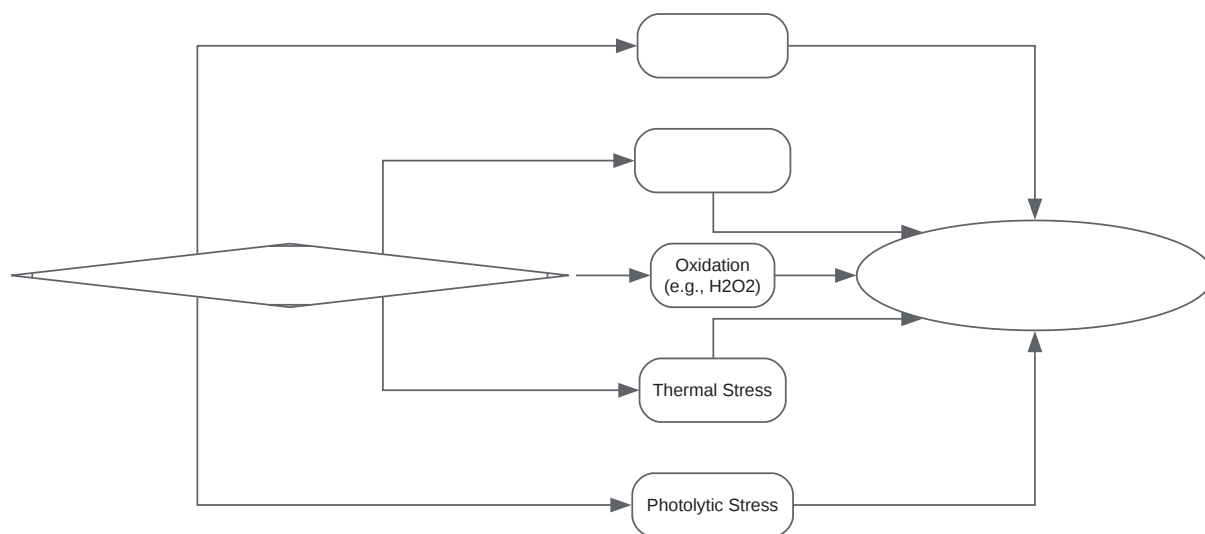 Oxidation
(e.g., H2O2)
Thermal Stress
Photolytic Stress